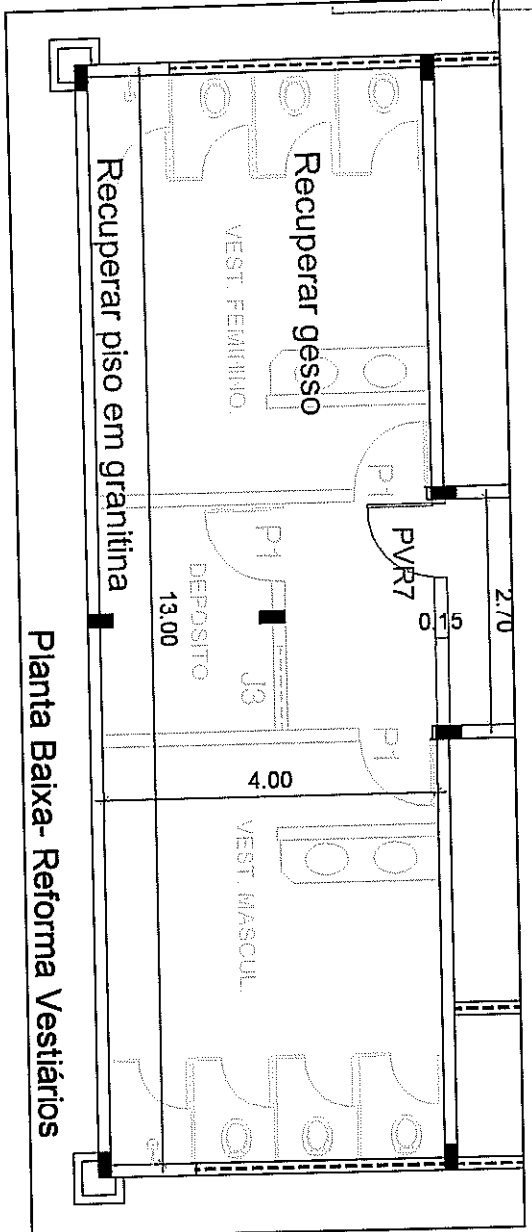 Recuperar gesso
Recuperar piso em granitina
VEST. FEMININO.
P1
PVR7
0.15
2.70
P1
DEPOSITO
13.00
J3
P1
4.00
VEST. MASCUL.
Planta Baixa- Reforma Vestiários